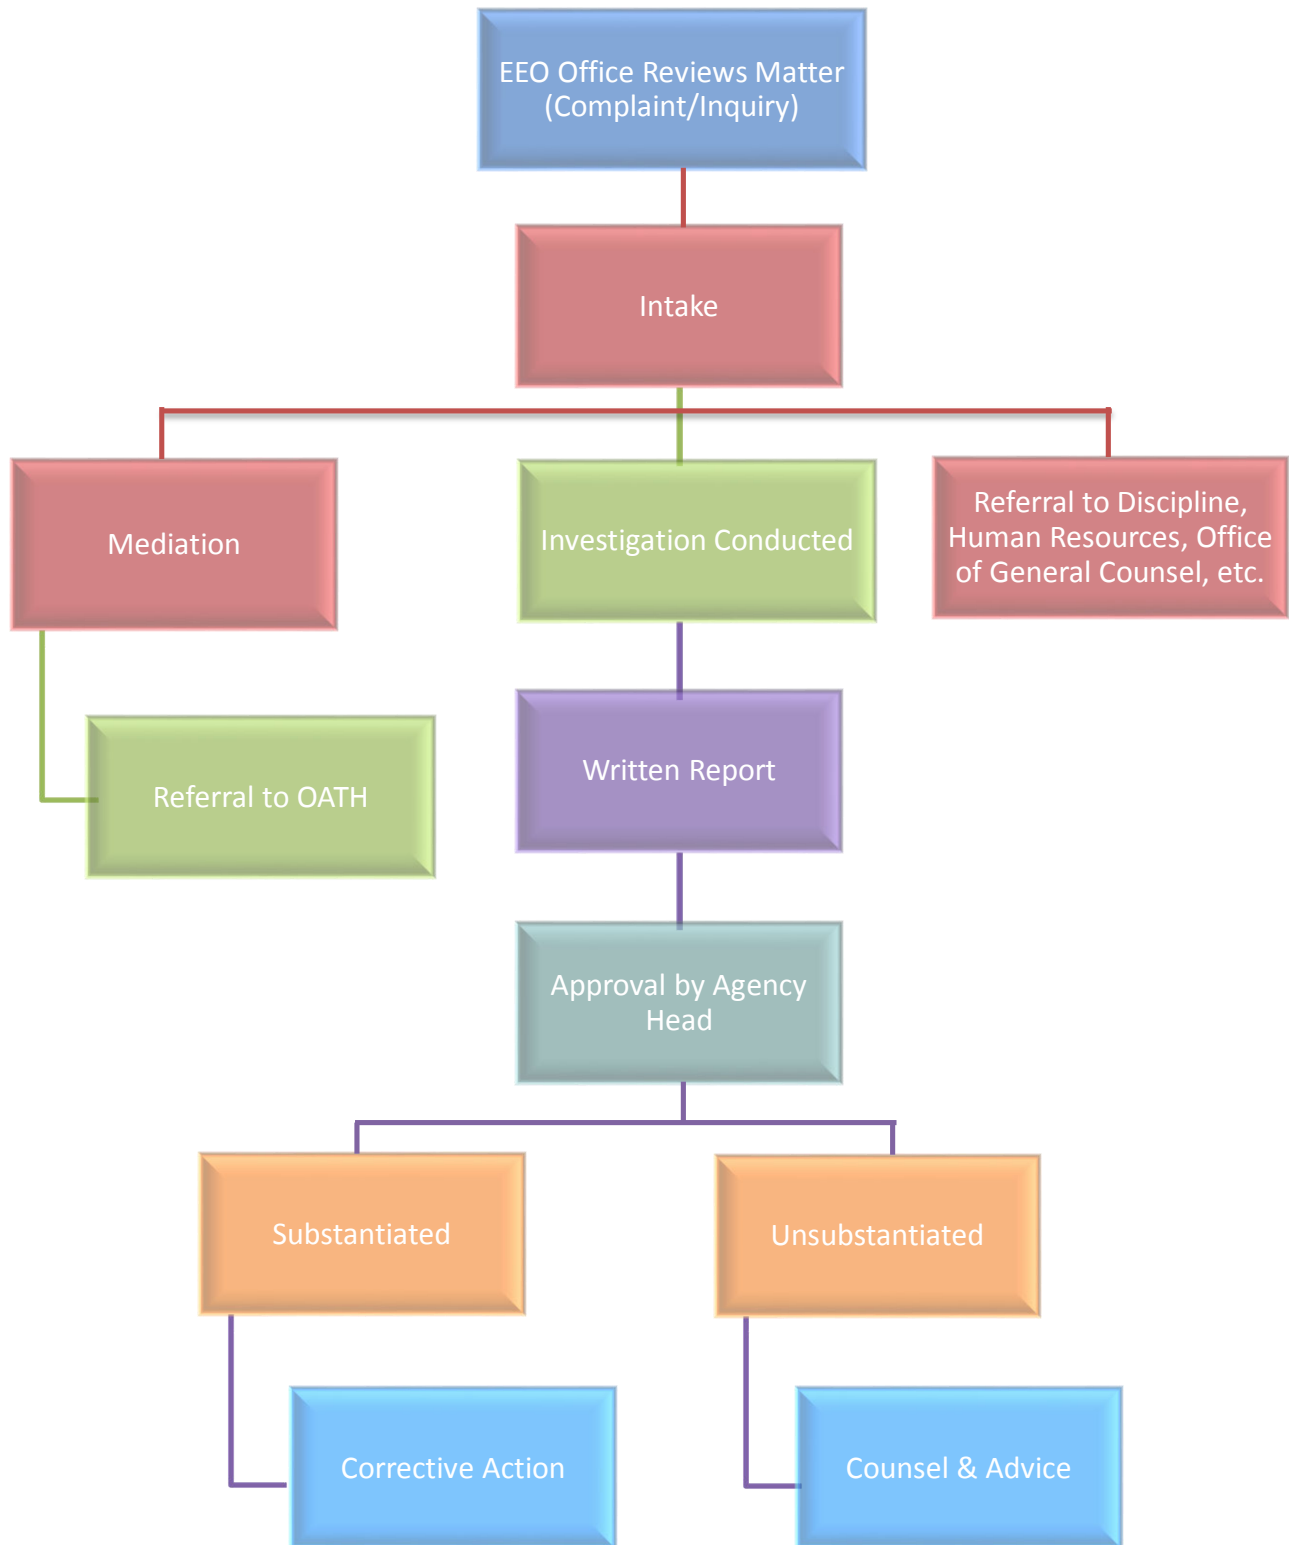 EEO Office Reviews Matter
(Complaint/Inquiry)
Intake
Mediation
Investigation Conducted
Referral to Discipline,
Human Resources, Office
of General Counsel, etc.
Referral to OATH
Written Report
Approval by Agency
Head
Substantiated
Unsubstantiated
Corrective Action
Counsel & Advice